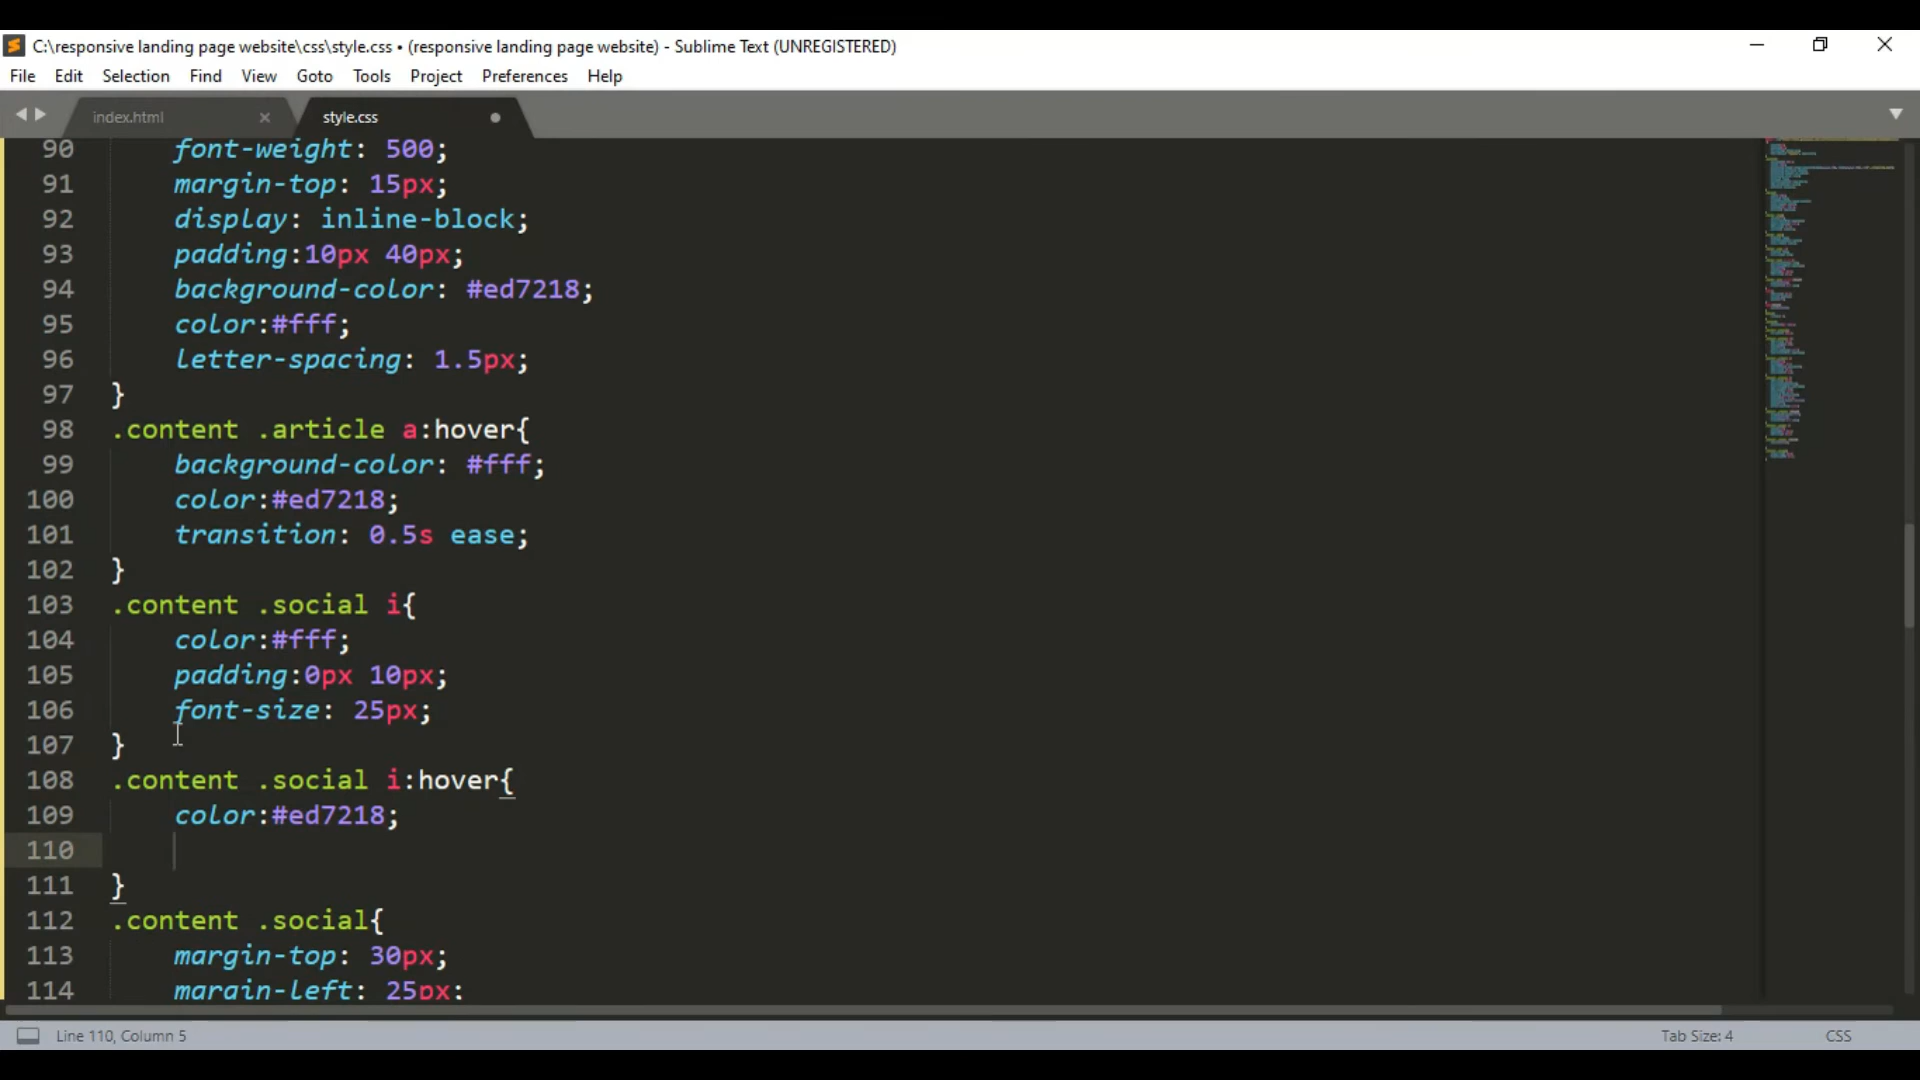 C:\responsive landing page website\css\style.css • (responsive landing page website) - Sublime Text (UNREGISTERED)
File Edit Selection Find View Goto Tools Project Preferences Help
index.html style.css
90 font-weight: 500;
91 margin-top: 15px;
92 display: inline-block;
93 padding:10px 40px;
94 background-color: #ed7218;
95 color:#fff;
96 letter-spacing: 1.5px;
97 }
98 .content .article a:hover{
99 background-color: #fff;
100 color:#ed7218;
101 transition: 0.5s ease;
102 }
103 .content .social i{
104 color:#fff;
105 padding:0px 10px;
106 font-size: 25px;
107 }
108 .content .social i:hover{
109 color:#ed7218;
110
111 }
112 .content .social{
113 margin-top: 30px;
114 margin-left: 25px;
Line 110, Column 5 Tab Size: 4 CSS